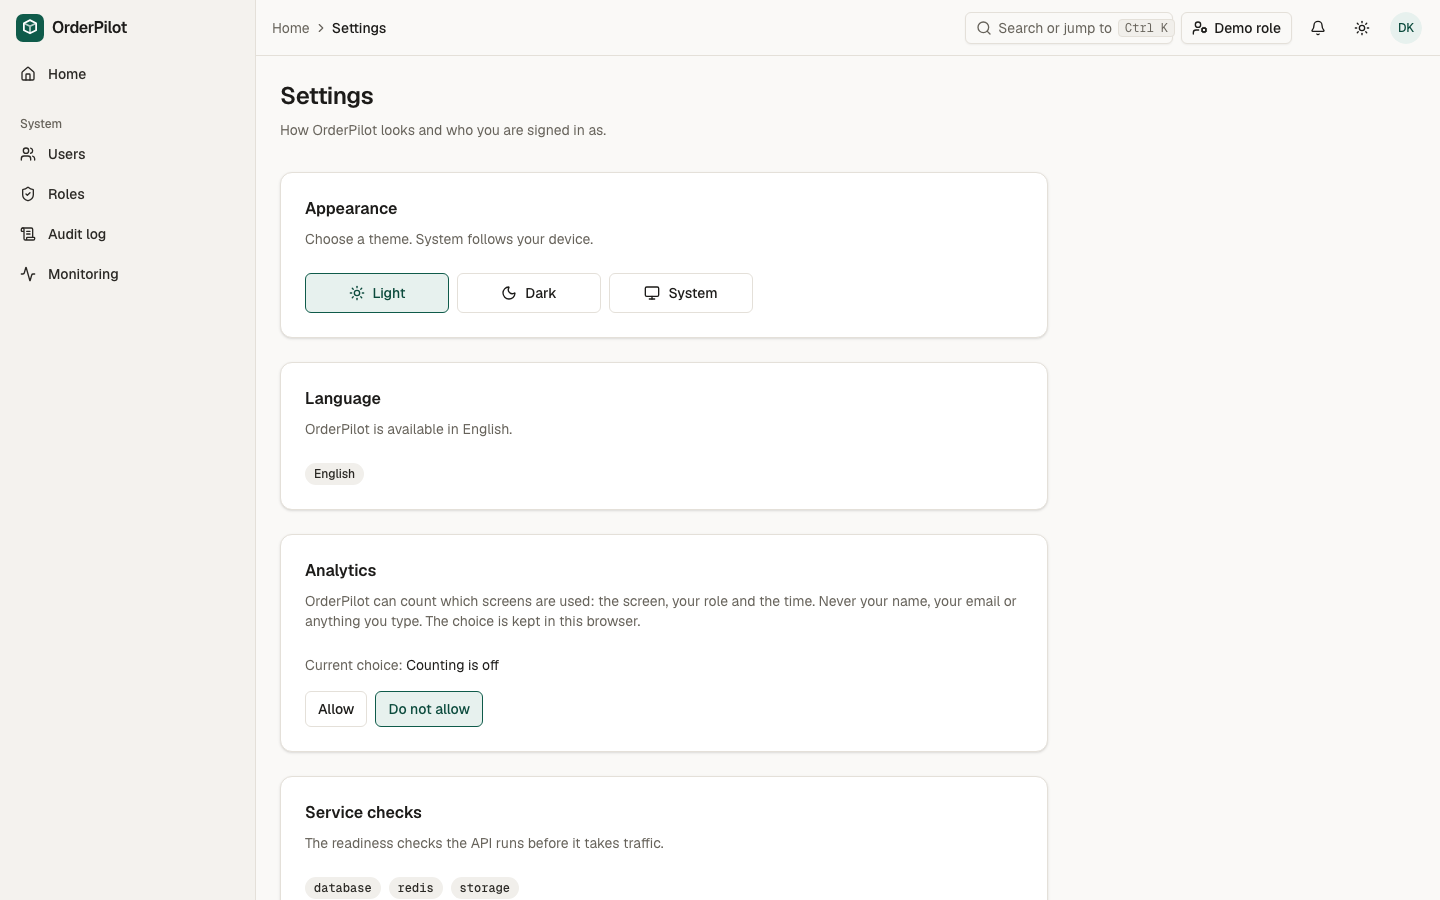 OrderPilot
Home
System
Users
Roles
Audit log
Monitoring
Home > Settings
Search or jump to Ctrl K
Demo role
DK
Settings
How OrderPilot looks and who you are signed in as.
Appearance
Choose a theme. System follows your device.
Light
Dark
System
Language
OrderPilot is available in English.
English
Analytics
OrderPilot can count which screens are used: the screen, your role and the time. Never your name, your email or
anything you type. The choice is kept in this browser.
Current choice: Counting is off
Allow
Do not allow
Service checks
The readiness checks the API runs before it takes traffic.
database
redis
storage